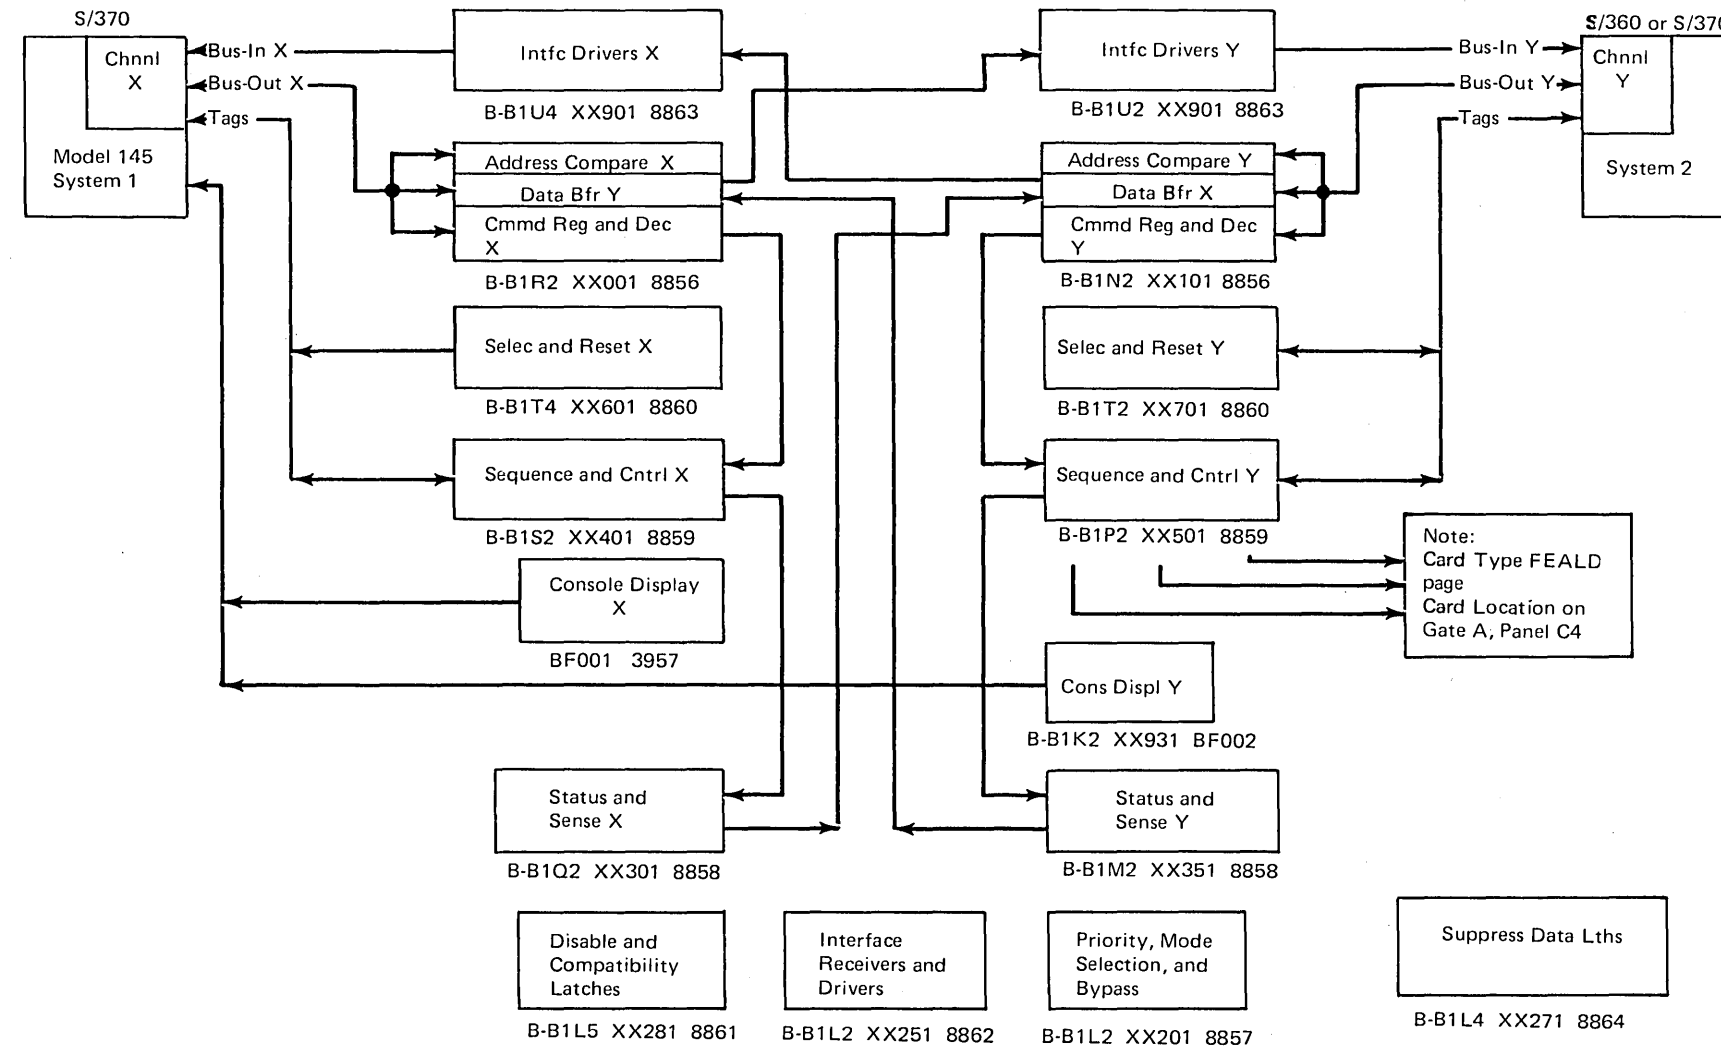 S/370
S/360 or S/370
Chnnl
X
Bus-In X
Bus-Out X
Tags
Model 145
System 1
Intfc Drivers X
B-B1U4 XX901 8863
Intfc Drivers Y
B-B1U2 XX901 8863
Bus-In Y
Bus-Out Y
Tags
Chnnl
Y
System 2
Address Compare X
Data Bfr Y
Cmmd Reg and Dec
X
B-B1R2 XX001 8856
Address Compare Y
Data Bfr X
Cmmd Reg and Dec
Y
B-B1N2 XX101 8856
Selec and Reset X
B-B1T4 XX601 8860
Selec and Reset Y
B-B1T2 XX701 8860
Sequence and Cntrl X
B-B1S2 XX401 8859
Sequence and Cntrl Y
B-B1P2 XX501 8859
Note:
Card Type FEALD
page
Card Location on
Gate A, Panel C4
Console Display
X
BF001 3957
Cons Displ Y
B-B1K2 XX931 BF002
Status and
Sense X
B-B1Q2 XX301 8858
Status and
Sense Y
B-B1M2 XX351 8858
Disable and
Compatibility
Latches
B-B1L5 XX281 8861
Interface
Receivers and
Drivers
B-B1L2 XX251 8862
Priority, Mode
Selection, and
Bypass
B-B1L2 XX201 8857
Suppress Data Lths
B-B1L4 XX271 8864